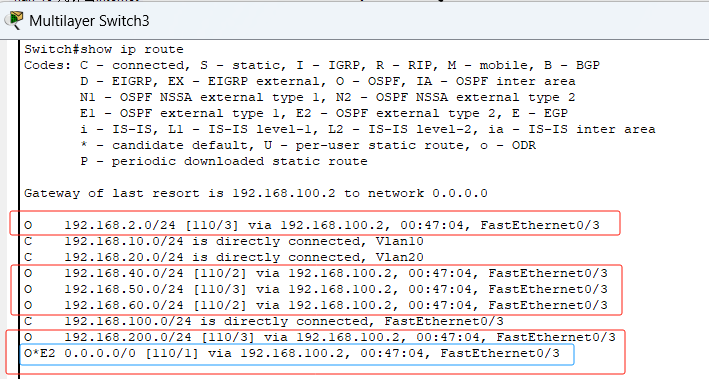 Multilayer Switch3
Switch#show ip route
Codes: C - connected, S - static, I - IGRP, R - RIP, M - mobile, B - BGP
D - EIGRP, EX - EIGRP external, O - OSPF, IA - OSPF inter area
N1 - OSPF NSSA external type 1, N2 - OSPF NSSA external type 2
E1 - OSPF external type 1, E2 - OSPF external type 2, E - EGP
i - IS-IS, L1 - IS-IS level-1, L2 - IS-IS level-2, ia - IS-IS inter area
* - candidate default, U - per-user static route, o - ODR
P - periodic downloaded static route
Gateway of last resort is 192.168.100.2 to network 0.0.0.0
O 192.168.2.0/24 [110/3] via 192.168.100.2, 00:47:04, FastEthernet0/3
C 192.168.10.0/24 is directly connected, Vlan10
C 192.168.20.0/24 is directly connected, Vlan20
O 192.168.40.0/24 [110/2] via 192.168.100.2, 00:47:04, FastEthernet0/3
O 192.168.50.0/24 [110/3] via 192.168.100.2, 00:47:04, FastEthernet0/3
O 192.168.60.0/24 [110/2] via 192.168.100.2, 00:47:04, FastEthernet0/3
C 192.168.100.0/24 is directly connected, FastEthernet0/3
O 192.168.200.0/24 [110/3] via 192.168.100.2, 00:47:04, FastEthernet0/3
O*E2 0.0.0.0/0 [110/1] via 192.168.100.2, 00:47:04, FastEthernet0/3